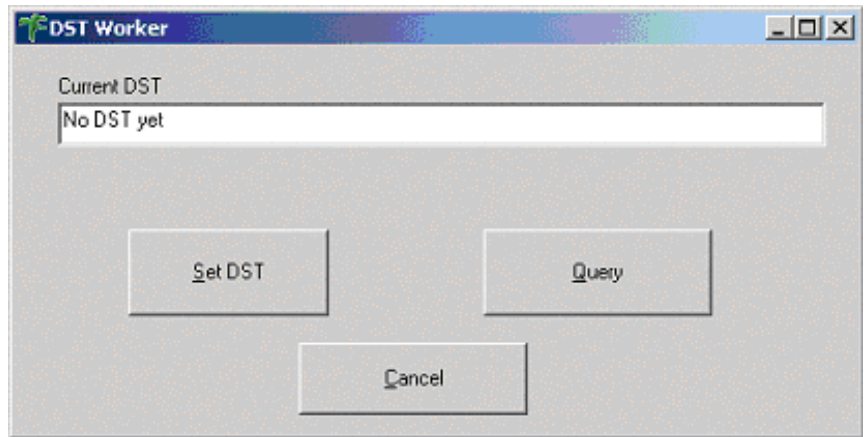 DST Worker
Current DST
No DST yet
Set DST
Query
Cancel